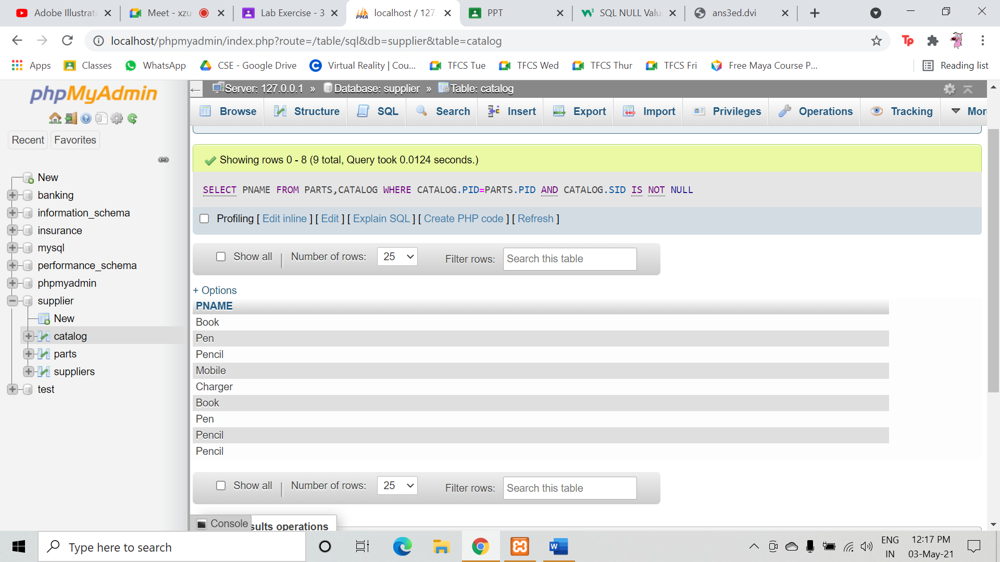 Adobe Illustrat
Meet - xzu-
Lab Exercise - 3
localhost / 127.
PPT
SQL NULL Valu
ans3ed.dvi
localhost/phpmyadmin/index.php?route=/table/sql&db=supplier&table=catalog
Tp
Apps
Classes
WhatsApp
CSE - Google Drive
Virtual Reality | Cou...
TFCS Tue
TFCS Wed
TFCS Thur
TFCS Fri
Free Maya Course P...
Reading list
phpMyAdmin
Recent
Favorites
New
banking
information_schema
insurance
mysql
performance_schema
phpmyadmin
supplier
New
catalog
parts
suppliers
test
Server: 127.0.0.1 » Database: supplier » Table: catalog
Browse
Structure
SQL
Search
Insert
Export
Import
Privileges
Operations
Tracking
Mor
Showing rows 0 - 8 (9 total, Query took 0.0124 seconds.)
SELECT PNAME FROM PARTS,CATALOG WHERE CATALOG.PID=PARTS.PID AND CATALOG.SID IS NOT NULL
Profiling [ Edit inline ] [ Edit ] [ Explain SQL ] [ Create PHP code ] [ Refresh ]
Show all | Number of rows: 25 Filter rows: Search this table
+ Options
PNAME
Book
Pen
Pencil
Mobile
Charger
Book
Pen
Pencil
Pencil
Show all | Number of rows: 25 Filter rows: Search this table
Console
sults operations
Type here to search
ENG
IN
12:17 PM
03-May-21